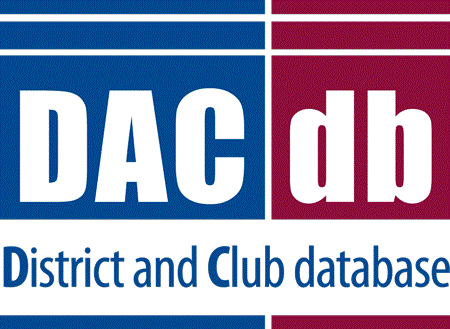 DAC db
District and Club database